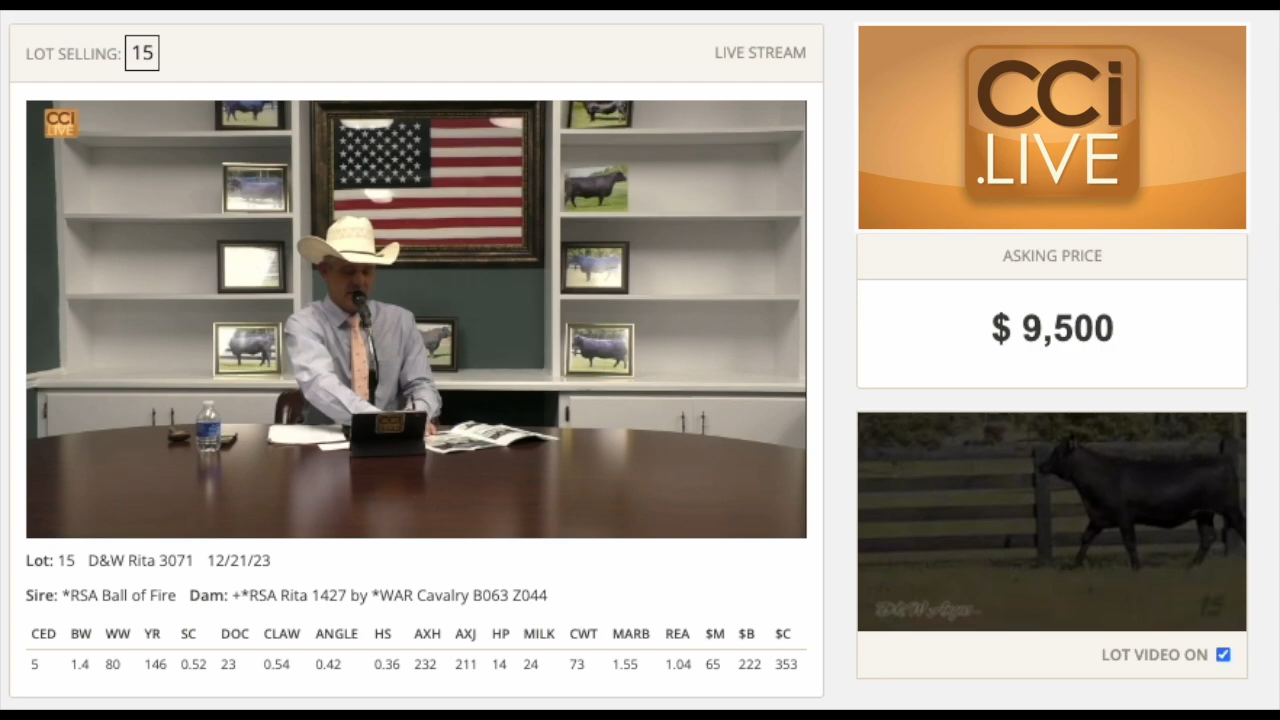 LOT SELLING: 15
LIVE STREAM
CCi
LIVE
CCi
Lot: 15 D&W Rita 3071 12/21/23
Sire: *RSA Ball of Fire Dam: +*RSA Rita 1427 by *WAR Cavalry B063 Z044
CED BW WW YR SC DOC CLAW ANGLE HS AXH AXJ HP MILK CWT MARB REA $M $B $C
5 1.4 80 146 0.52 23 0.54 0.42 0.36 232 211 14 24 73 1.55 1.04 65 222 353
CCi
.LIVE
ASKING PRICE
$ 9,500
D&W Angus
15
LOT VIDEO ON